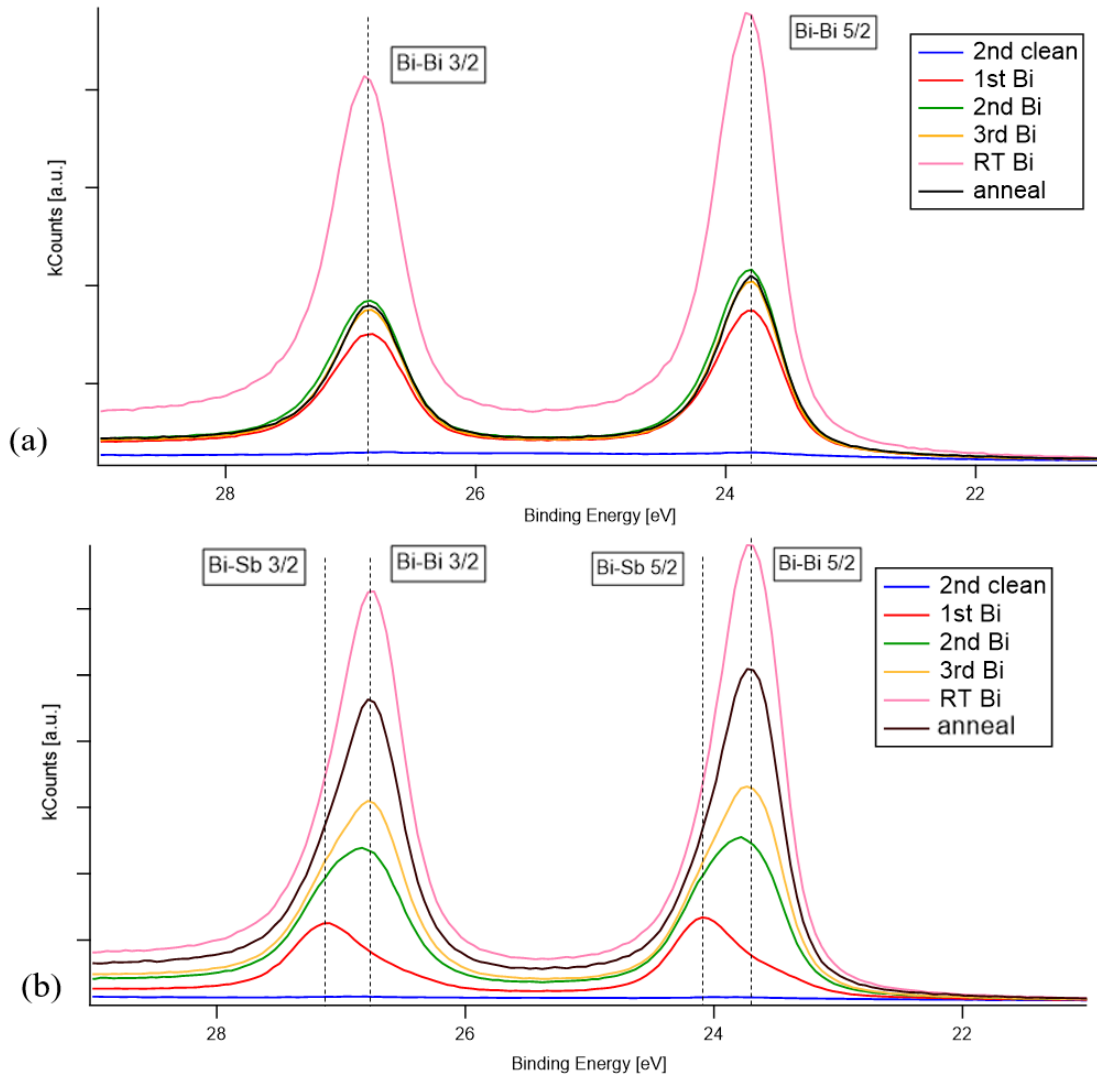 Bi-Bi 3/2
Bi-Bi 5/2
2nd clean
1st Bi
2nd Bi
3rd Bi
RT Bi
anneal
kCounts [a.u.]
(a)
28
26
24
22
Binding Energy [eV]
Bi-Sb 3/2
Bi-Bi 3/2
Bi-Sb 5/2
Bi-Bi 5/2
2nd clean
1st Bi
2nd Bi
3rd Bi
RT Bi
anneal
kCounts [a.u.]
(b)
28
26
24
22
Binding Energy [eV]